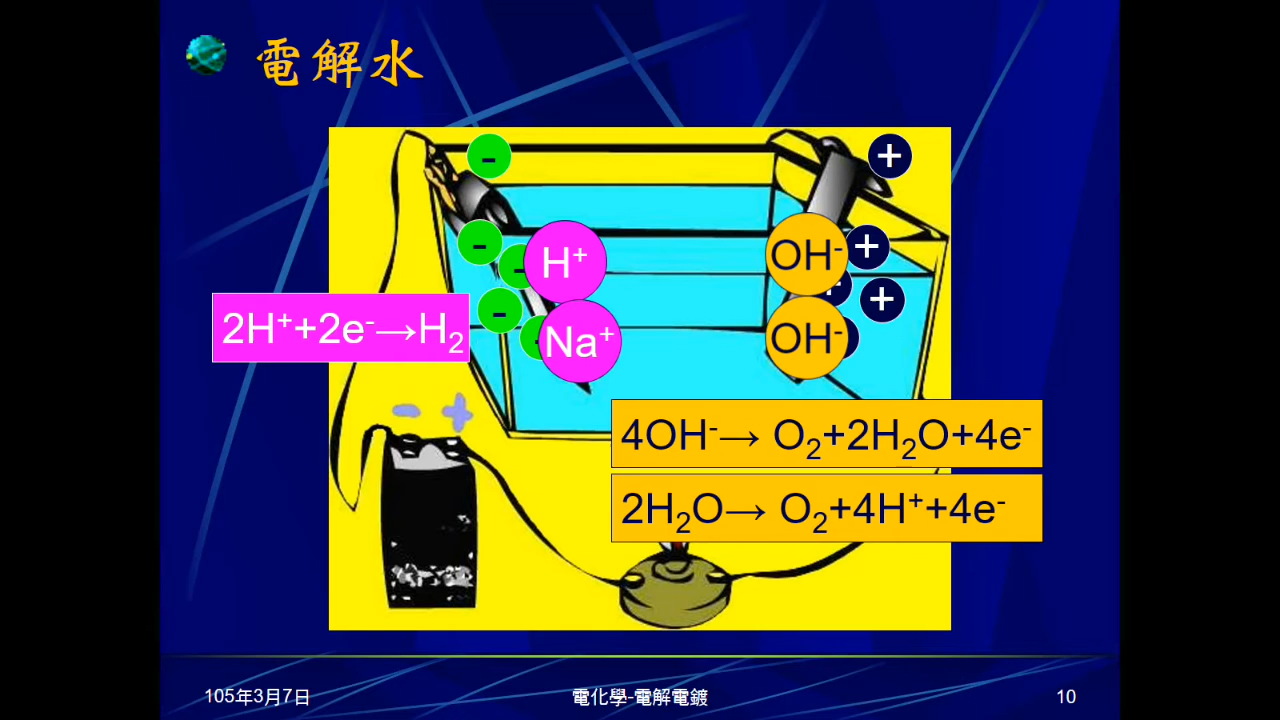 電解水
-
+
-
+
-
H⁺
OH⁻
+
+
-
2H⁺+2e⁻→H₂
-
Na⁺
OH⁻
- +
4OH⁻→ O₂+2H₂O+4e⁻
2H₂O→ O₂+4H⁺+4e⁻
105年3月7日
電化學-電解電鍍
10